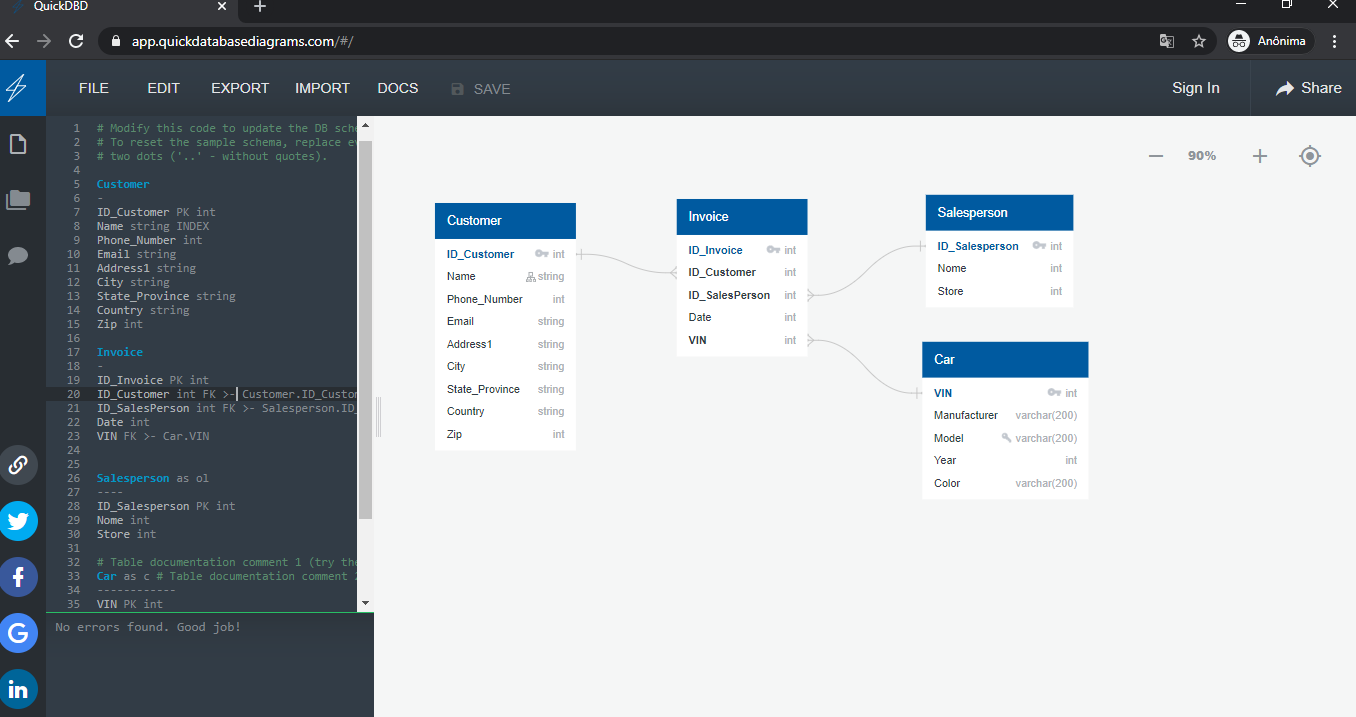 QuickDBD
app.quickdatabasediagrams.com/#/
Anônima
FILE EDIT EXPORT IMPORT DOCS SAVE Sign In Share
1 # Modify this code to update the DB sch
2 # To reset the sample schema, replace e
3 # two dots ('..' - without quotes).
4
5 Customer
6 -
7 ID_Customer PK int
8 Name string INDEX
9 Phone_Number int
10 Email string
11 Address1 string
12 City string
13 State_Province string
14 Country string
15 Zip int
16
17 Invoice
18 -
19 ID_Invoice PK int
20 ID_Customer int FK >- Customer.ID_Custom
21 ID_SalesPerson int FK >- Salesperson.ID_
22 Date int
23 VIN FK >- Car.VIN
24
25
26 Salesperson as ol
27 ----
28 ID_Salesperson PK int
29 Nome int
30 Store int
31
32 # Table documentation comment 1 (try the
33 Car as c # Table documentation comment
34 ------------
35 VIN PK int
No errors found. Good job!
90%
Customer
ID_Customer int
Name string
Phone_Number int
Email string
Address1 string
City string
State_Province string
Country string
Zip int
Invoice
ID_Invoice int
ID_Customer int
ID_SalesPerson int
Date int
VIN int
Salesperson
ID_Salesperson int
Nome int
Store int
Car
VIN int
Manufacturer varchar(200)
Model varchar(200)
Year int
Color varchar(200)